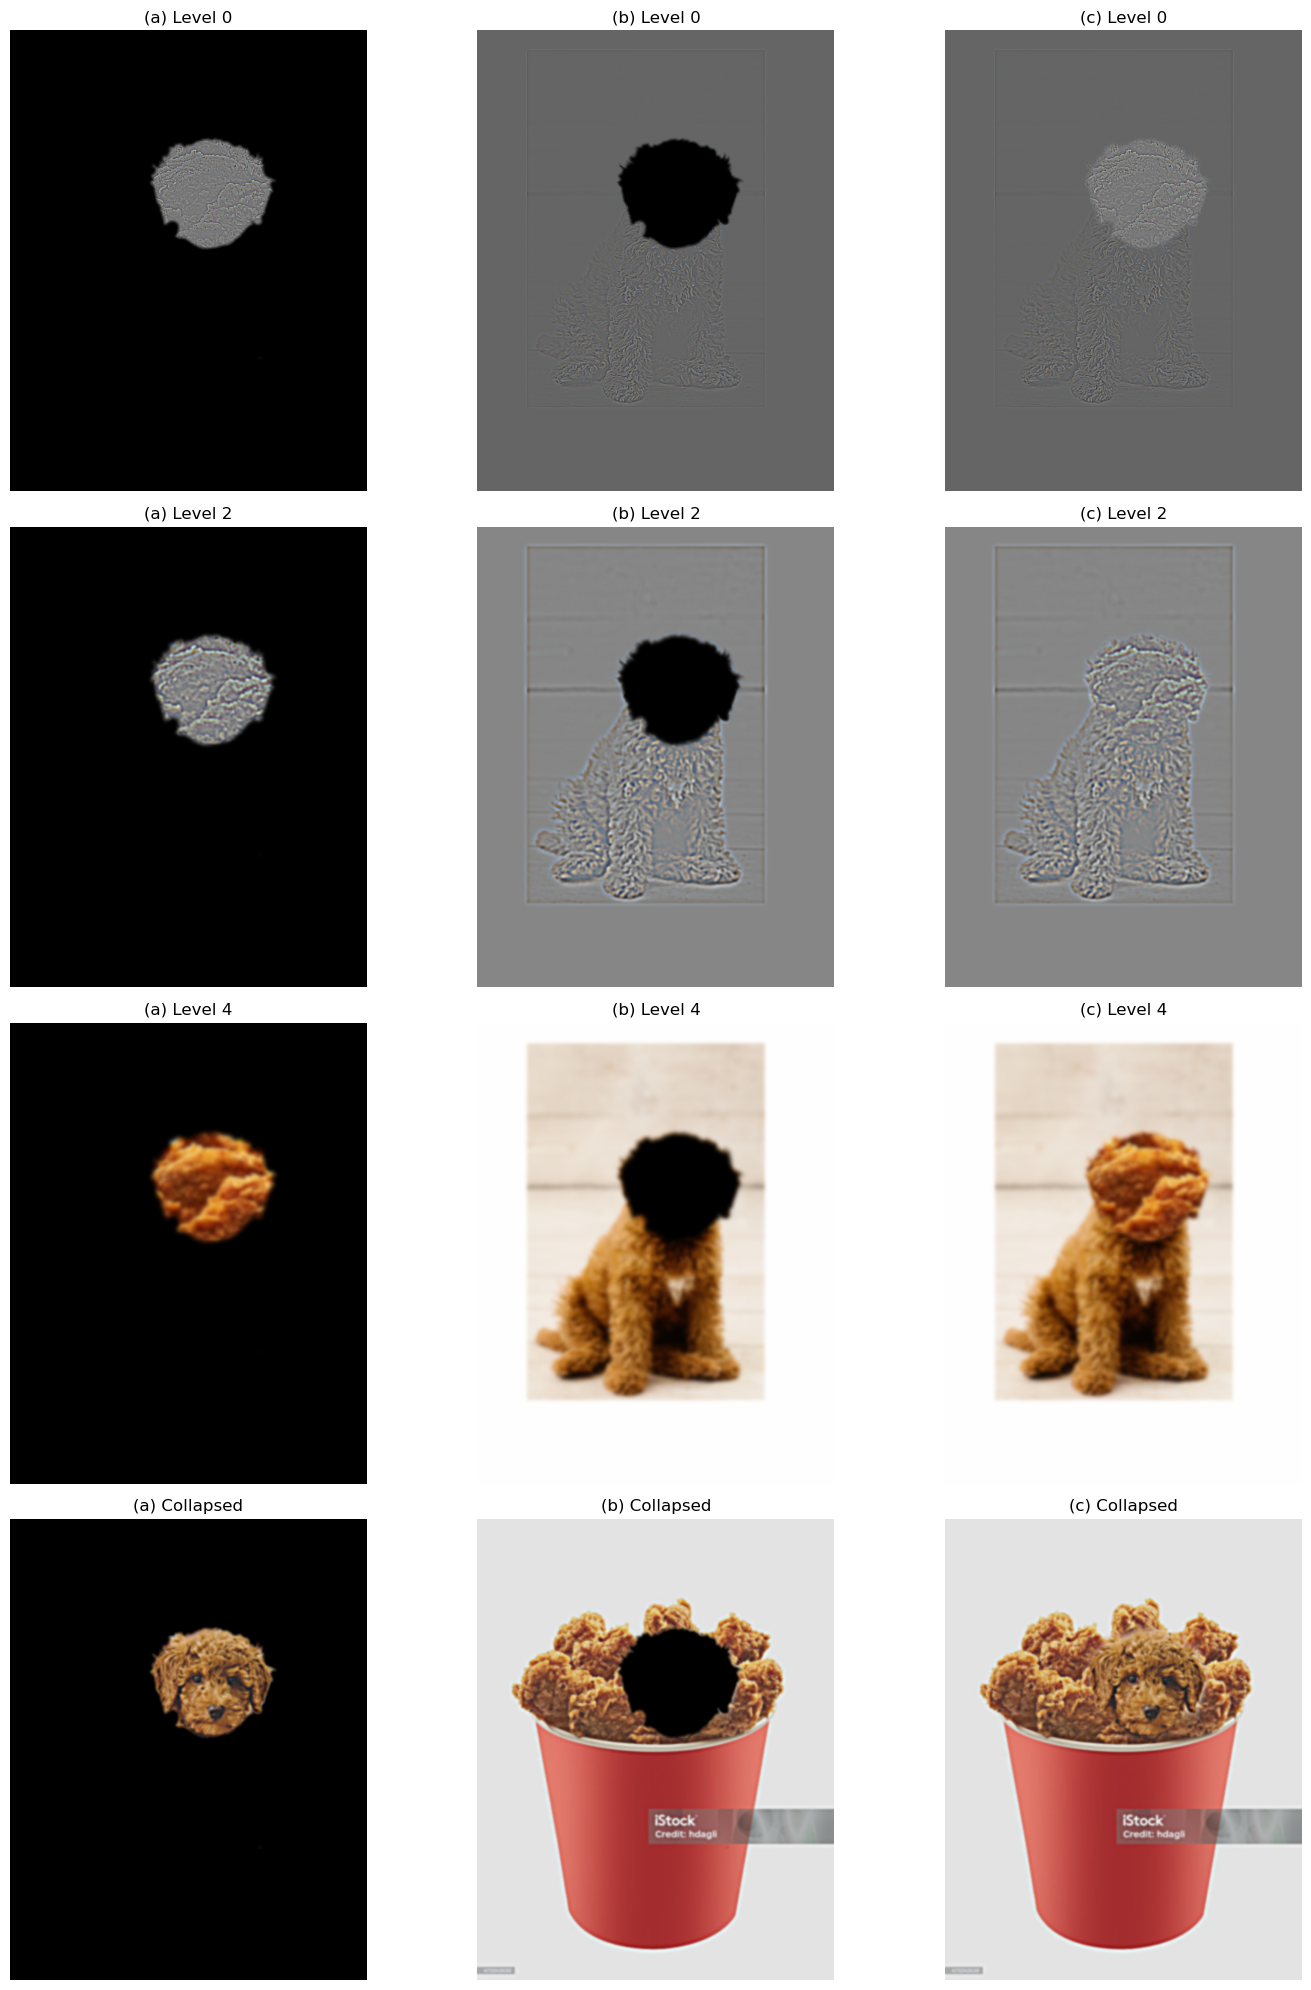 (a) Level 0
(b) Level 0
(c) Level 0
(a) Level 2
(b) Level 2
(c) Level 2
(a) Level 4
(b) Level 4
(c) Level 4
(a) Collapsed
(b) Collapsed
(c) Collapsed
iStock
Credit: hdagli
iStock
Credit: hdagli